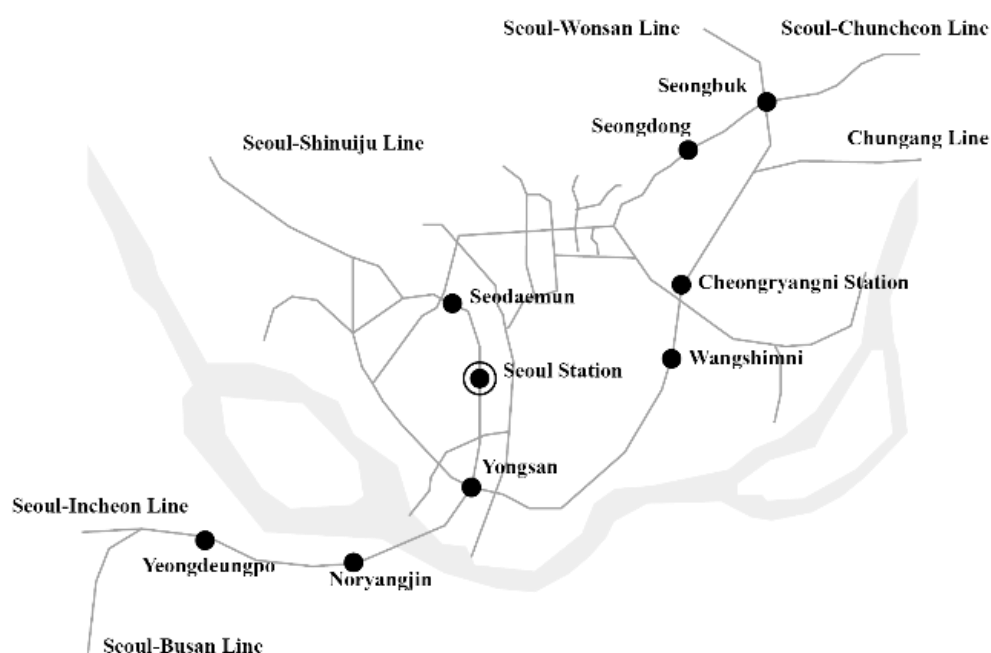 Seoul-Wonsan Line
Seoul-Chuncheon Line
Seongbuk
Seongdong
Seoul-Shinuiju Line
Chungang Line
Cheongryangni Station
Seodaemun
Wangshimni
Seoul Station
Yongsan
Seoul-Incheon Line
Yeongdeungpo
Noryangjin
Seoul-Busan Line